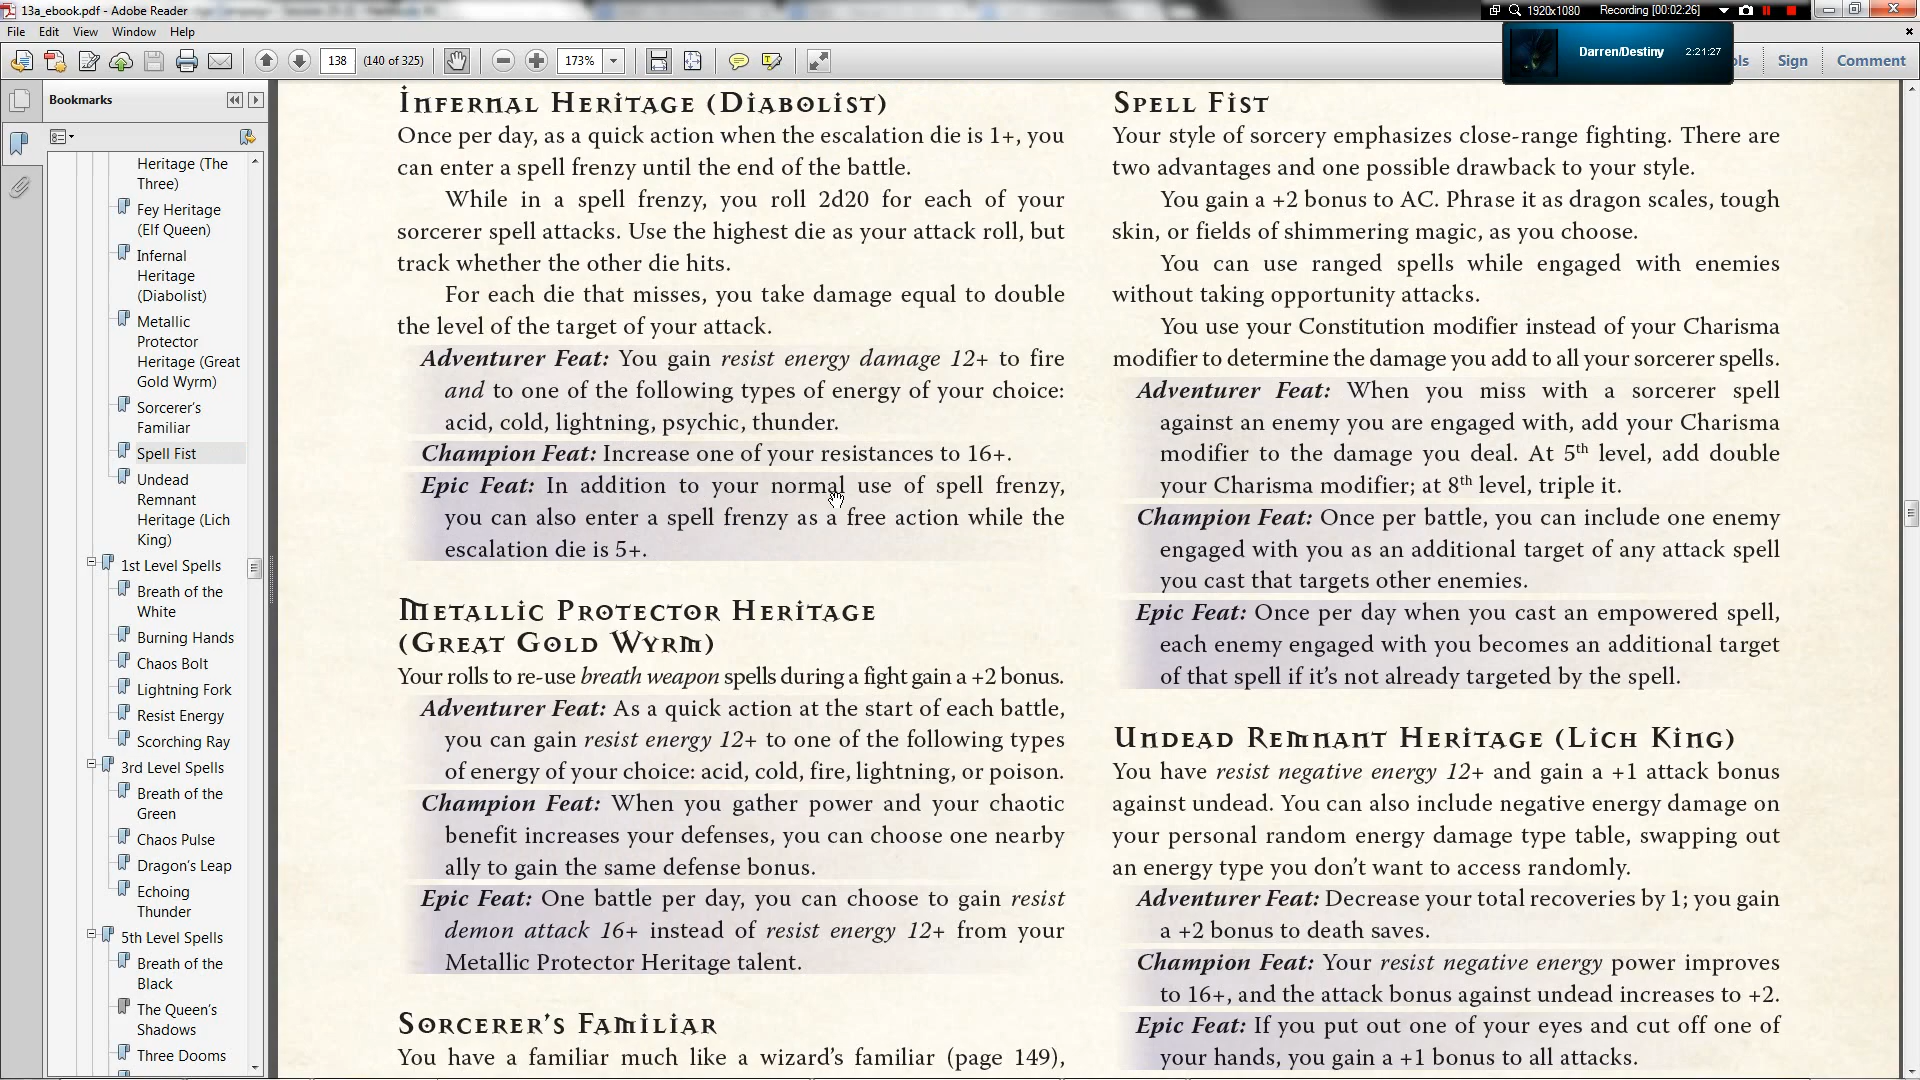 13a_ebook.pdf - Adobe Reader
1920x1080
Recording [00:02:26]
File Edit View Window Help
Darren/Destiny 2:21:27
138 (140 of 325)
173%
Sign
Comment
Bookmarks
Heritage (The
Three)
Fey Heritage
(Elf Queen)
Infernal
Heritage
(Diabolist)
Metallic
Protector
Heritage (Great
Gold Wyrm)
Sorcerer's
Familiar
Spell Fist
Undead
Remnant
Heritage (Lich
King)
1st Level Spells
Breath of the
White
Burning Hands
Chaos Bolt
Lightning Fork
Resist Energy
Scorching Ray
3rd Level Spells
Breath of the
Green
Chaos Pulse
Dragon's Leap
Echoing
Thunder
5th Level Spells
Breath of the
Black
The Queen's
Shadows
Three Dooms
Infernal Heritage (Diabolist)
Once per day, as a quick action when the escalation die is 1+, you
can enter a spell frenzy until the end of the battle.
While in a spell frenzy, you roll 2d20 for each of your
sorcerer spell attacks. Use the highest die as your attack roll, but
track whether the other die hits.
For each die that misses, you take damage equal to double
the level of the target of your attack.
Adventurer Feat: You gain resist energy damage 12+ to fire
and to one of the following types of energy of your choice:
acid, cold, lightning, psychic, thunder.
Champion Feat: Increase one of your resistances to 16+.
Epic Feat: In addition to your normal use of spell frenzy,
you can also enter a spell frenzy as a free action while the
escalation die is 5+.
Metallic Protector Heritage
(Great Gold Wyrm)
Your rolls to re-use breath weapon spells during a fight gain a +2 bonus.
Adventurer Feat: As a quick action at the start of each battle,
you can gain resist energy 12+ to one of the following types
of energy of your choice: acid, cold, fire, lightning, or poison.
Champion Feat: When you gather power and your chaotic
benefit increases your defenses, you can choose one nearby
ally to gain the same defense bonus.
Epic Feat: One battle per day, you can choose to gain resist
demon attack 16+ instead of resist energy 12+ from your
Metallic Protector Heritage talent.
Sorcerer's Familiar
You have a familiar much like a wizard's familiar (page 149),
Spell Fist
Your style of sorcery emphasizes close-range fighting. There are
two advantages and one possible drawback to your style.
You gain a +2 bonus to AC. Phrase it as dragon scales, tough
skin, or fields of shimmering magic, as you choose.
You can use ranged spells while engaged with enemies
without taking opportunity attacks.
You use your Constitution modifier instead of your Charisma
modifier to determine the damage you add to all your sorcerer spells.
Adventurer Feat: When you miss with a sorcerer spell
against an enemy you are engaged with, add your Charisma
modifier to the damage you deal. At 5th level, add double
your Charisma modifier; at 8th level, triple it.
Champion Feat: Once per battle, you can include one enemy
engaged with you as an additional target of any attack spell
you cast that targets other enemies.
Epic Feat: Once per day when you cast an empowered spell,
each enemy engaged with you becomes an additional target
of that spell if it's not already targeted by the spell.
Undead Remnant Heritage (Lich King)
You have resist negative energy 12+ and gain a +1 attack bonus
against undead. You can also include negative energy damage on
your personal random energy damage type table, swapping out
an energy type you don't want to access randomly.
Adventurer Feat: Decrease your total recoveries by 1; you gain
a +2 bonus to death saves.
Champion Feat: Your resist negative energy power improves
to 16+, and the attack bonus against undead increases to +2.
Epic Feat: If you put out one of your eyes and cut off one of
your hands, you gain a +1 bonus to all attacks.